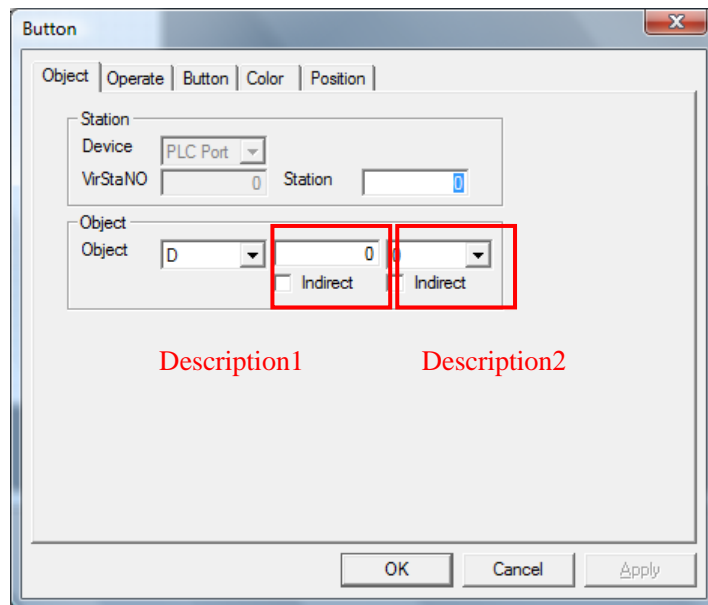 Button
Object Operate Button Color Position
Station
Device PLC Port
VirStaNO 0 Station 0
Object
Object D 0 0
Indirect Indirect
Description1 Description2
OK Cancel Apply